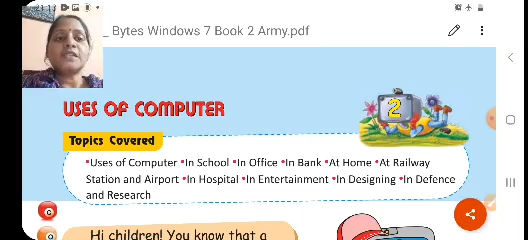 21:13
_ Bytes Windows 7 Book 2 Army.pdf
USES OF COMPUTER
2
Topics Covered
•Uses of Computer •In School •In Office •In Bank •At Home •At Railway
Station and Airport •In Hospital •In Entertainment •In Designing •In Defence
and Research
Hi children! You know that a